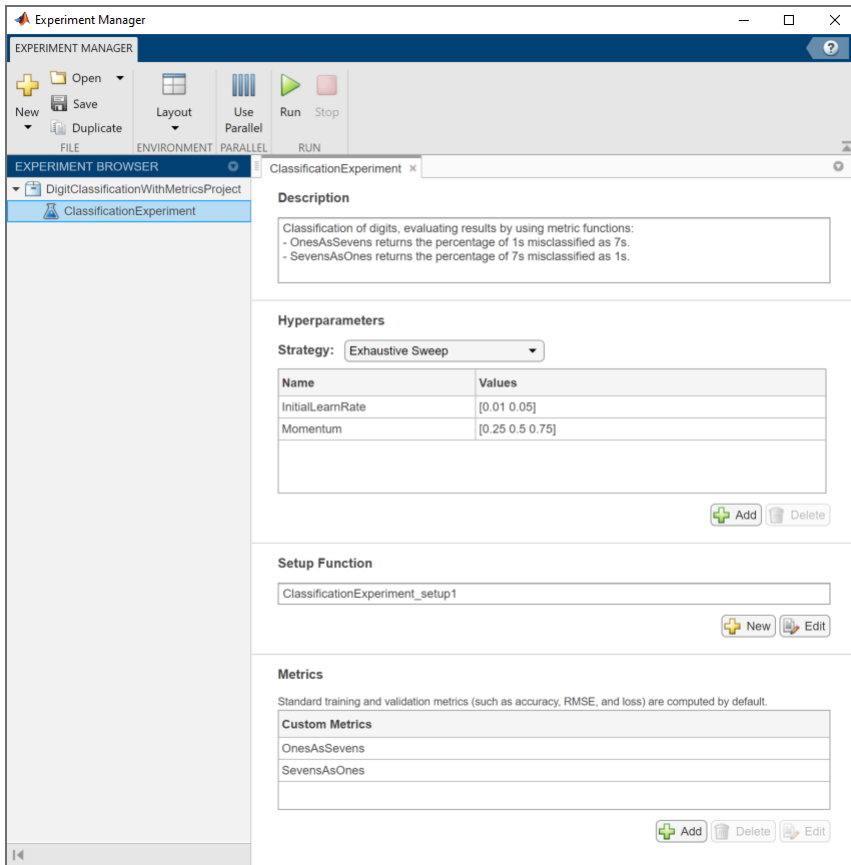 Experiment Manager
EXPERIMENT MANAGER
?
New
Open
Save
Duplicate
FILE
Layout
ENVIRONMENT
Use
Parallel
PARALLEL
Run
Stop
RUN
EXPERIMENT BROWSER
DigitClassificationWithMetricsProject
ClassificationExperiment
ClassificationExperiment ×
Description
Classification of digits, evaluating results by using metric functions:
- OnesAsSevens returns the percentage of 1s misclassified as 7s.
- SevensAsOnes returns the percentage of 7s misclassified as 1s.
Hyperparameters
Strategy: Exhaustive Sweep
Name Values
InitialLearnRate [0.01 0.05]
Momentum [0.25 0.5 0.75]
Add Delete
Setup Function
ClassificationExperiment_setup1
New Edit
Metrics
Standard training and validation metrics (such as accuracy, RMSE, and loss) are computed by default.
Custom Metrics
OnesAsSevens
SevensAsOnes
Add Delete Edit